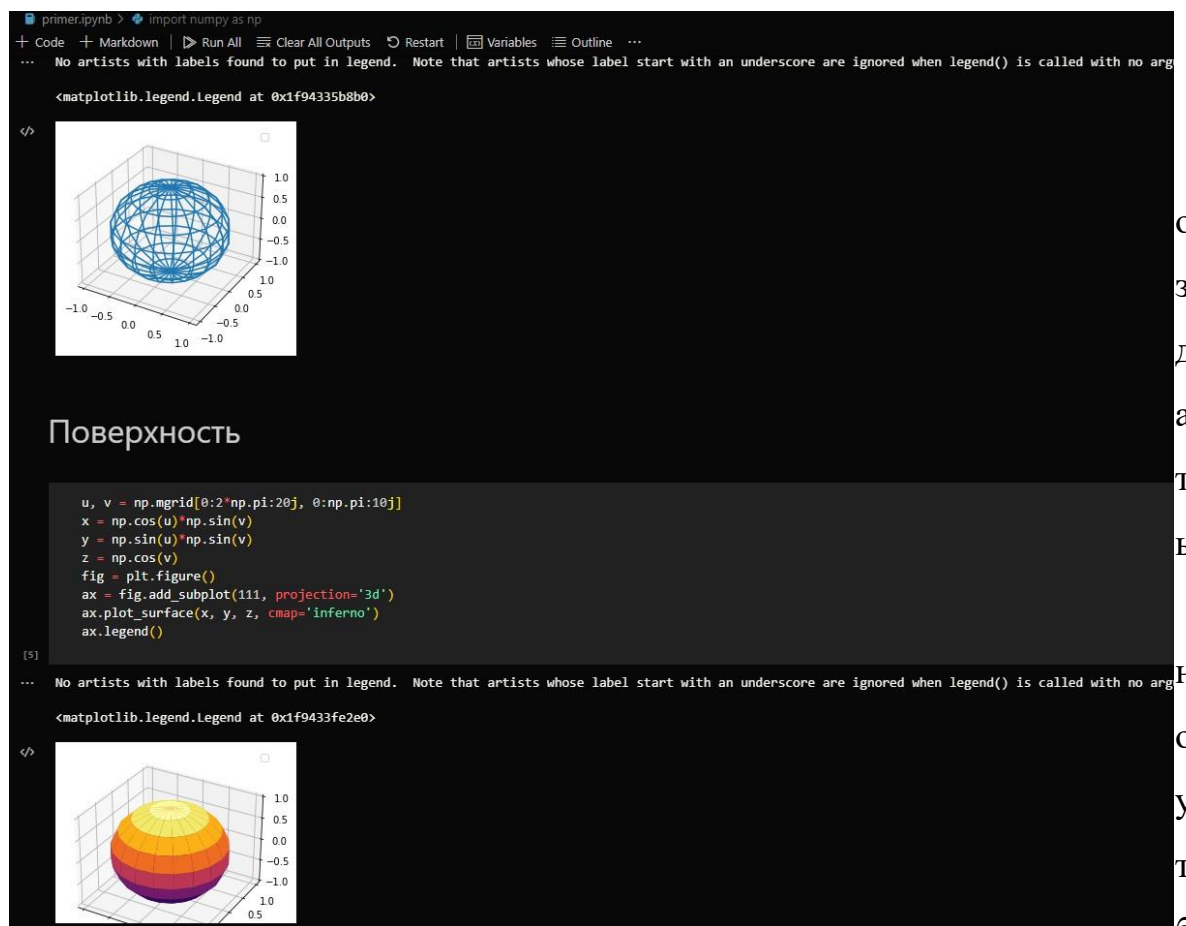 primer.ipynb > import numpy as np
+ Code + Markdown | Run All Clear All Outputs Restart | Variables Outline ...
... No artists with labels found to put in legend. Note that artists whose label start with an underscore are ignored when legend() is called with no arg
<matplotlib.legend.Legend at 0x1f94335b8b0>
</>
1.0
0.5
0.0
−0.5
−1.0
1.0
0.5
0.0
−0.5
−1.0
−1.0
−0.5
0.0
0.5
1.0
Поверхность
u, v = np.mgrid[0:2*np.pi:20j, 0:np.pi:10j]
x = np.cos(u)*np.sin(v)
y = np.sin(u)*np.sin(v)
z = np.cos(v)
fig = plt.figure()
ax = fig.add_subplot(111, projection='3d')
ax.plot_surface(x, y, z, cmap='inferno')
ax.legend()
[5]
... No artists with labels found to put in legend. Note that artists whose label start with an underscore are ignored when legend() is called with no arg
<matplotlib.legend.Legend at 0x1f9433fe2e0>
</>
1.0
0.5
0.0
−0.5
−1.0
1.0
0.5